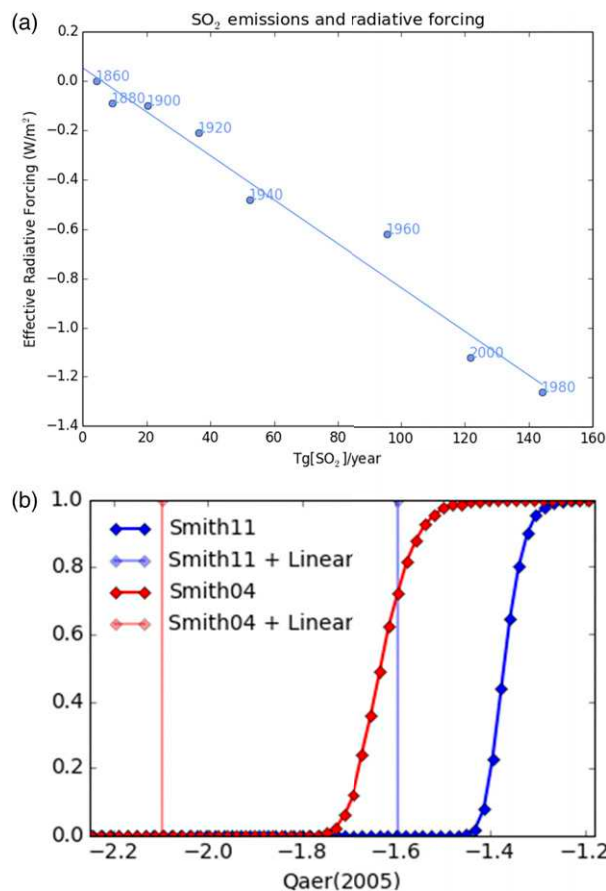 (a)
SO₂ emissions and radiative forcing
0.2
0.0
−0.2
−0.4
−0.6
−0.8
−1.0
−1.2
−1.4
Effective Radiative Forcing (W/m²)
1860
1880
1900
1920
1940
1960
2000
1980
0 20 40 60 80 100 120 140 160
Tg[SO₂]/year
(b)
1.0
0.8
0.6
0.4
0.2
0.0
Smith11
Smith11 + Linear
Smith04
Smith04 + Linear
−2.2 −2.0 −1.8 −1.6 −1.4 −1.2
Qaer(2005)